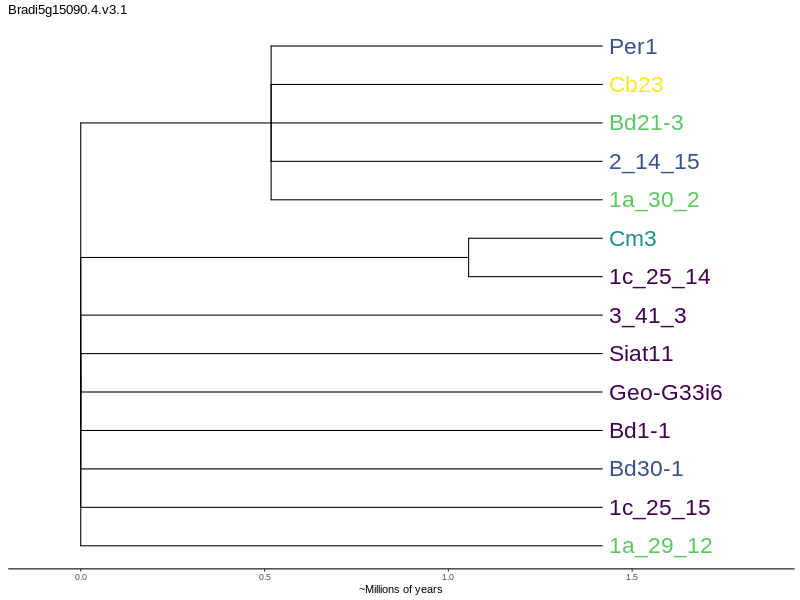 Bradi5g15090.4.v3.1
Per1
Cb23
Bd21-3
2_14_15
1a_30_2
Cm3
1c_25_14
3_41_3
Siat11
Geo-G33i6
Bd1-1
Bd30-1
1c_25_15
1a_29_12
0.0 0.5 1.0 1.5
~Millions of years